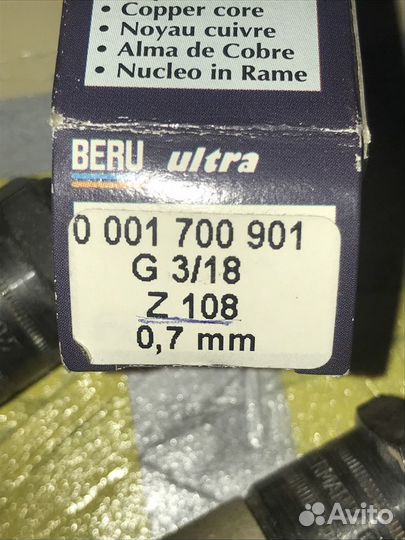 • Copper core
• Noyau cuivre
• Alma de Cobre
• Nucleo in Rame
BERU ultra
0 001 700 901
G 3/18
Z 108
0,7 mm
Avito